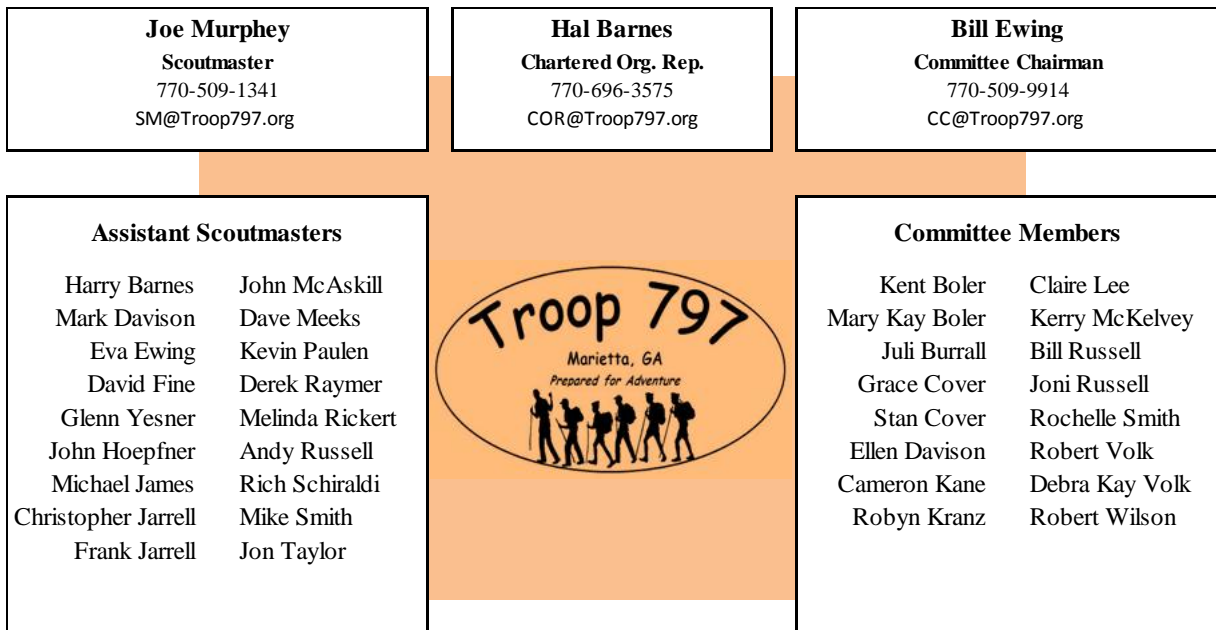 Joe Murphey
Scoutmaster
770-509-1341
SM@Troop797.org
Hal Barnes
Chartered Org. Rep.
770-696-3575
COR@Troop797.org
Bill Ewing
Committee Chairman
770-509-9914
CC@Troop797.org
Assistant Scoutmasters
Harry Barnes John McAskill
Mark Davison Dave Meeks
Eva Ewing Kevin Paulen
David Fine Derek Raymer
Glenn Yesner Melinda Rickert
John Hoepfner Andy Russell
Michael James Rich Schiraldi
Christopher Jarrell Mike Smith
Frank Jarrell Jon Taylor
Troop 797
Marietta, GA
Prepared for Adventure
Committee Members
Kent Boler Claire Lee
Mary Kay Boler Kerry McKelvey
Juli Burrall Bill Russell
Grace Cover Joni Russell
Stan Cover Rochelle Smith
Ellen Davison Robert Volk
Cameron Kane Debra Kay Volk
Robyn Kranz Robert Wilson